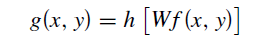 g(x, y) = h [Wf(x, y)]